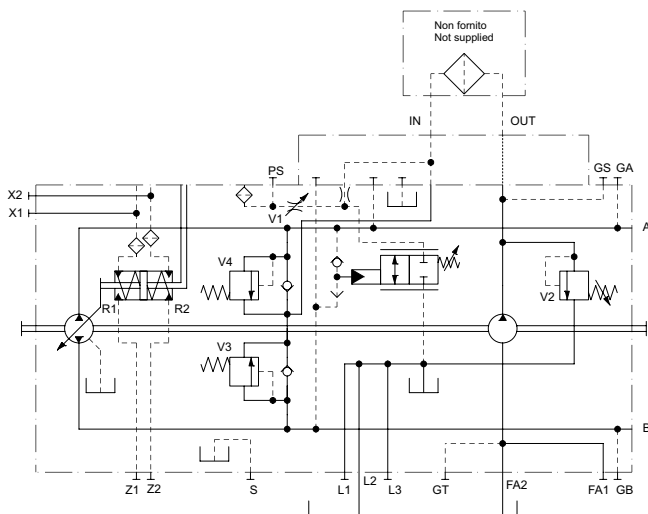 Non fornito
Not supplied
IN OUT
PS GS GA
X2
X1
V1
A
V4
R1 R2
V2
V3
B
Z1 Z2 S L1 L2 L3 GT FA2 FA1 GB